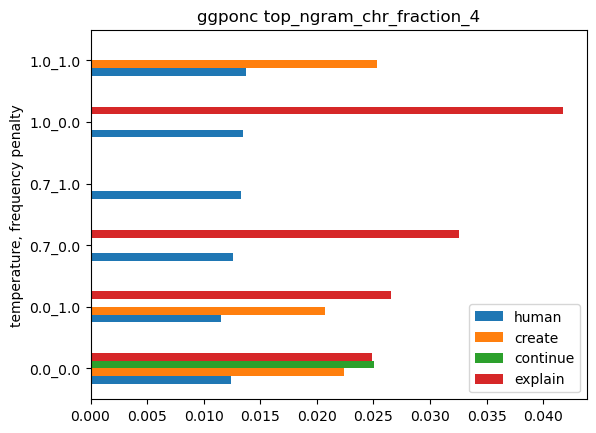 ggponc top_ngram_chr_fraction_4
temperature, frequency penalty
1.0_1.0
1.0_0.0
0.7_1.0
0.7_0.0
0.0_1.0
0.0_0.0
human
create
continue
explain
0.000 0.005 0.010 0.015 0.020 0.025 0.030 0.035 0.040